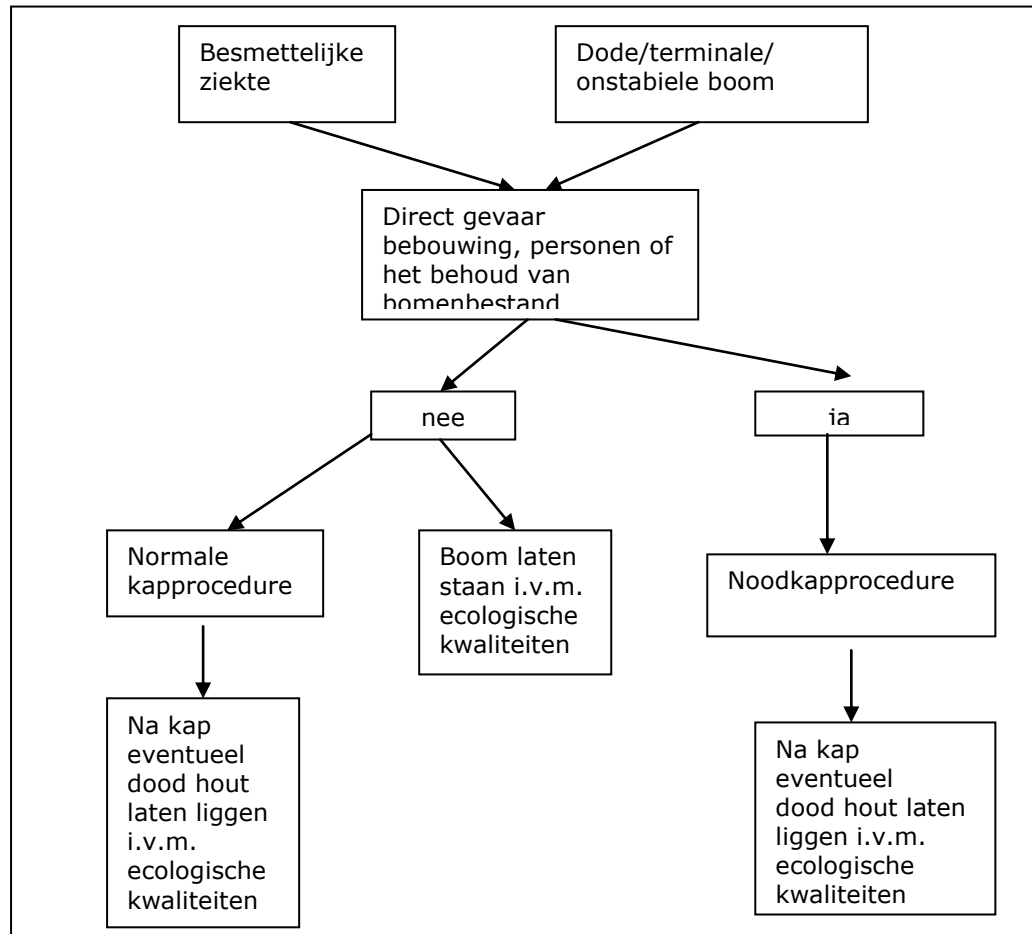 Besmettelijke
ziekte
Dode/terminale/
onstabiele boom
Direct gevaar
bebouwing, personen of
het behoud van
bomenbestand
nee
ja
Normale
kapprocedure
Boom laten
staan i.v.m.
ecologische
kwaliteiten
Noodkapprocedure
Na kap
eventueel
dood hout
laten liggen
i.v.m.
ecologische
kwaliteiten
Na kap
eventueel
dood hout laten
liggen i.v.m.
ecologische
kwaliteiten